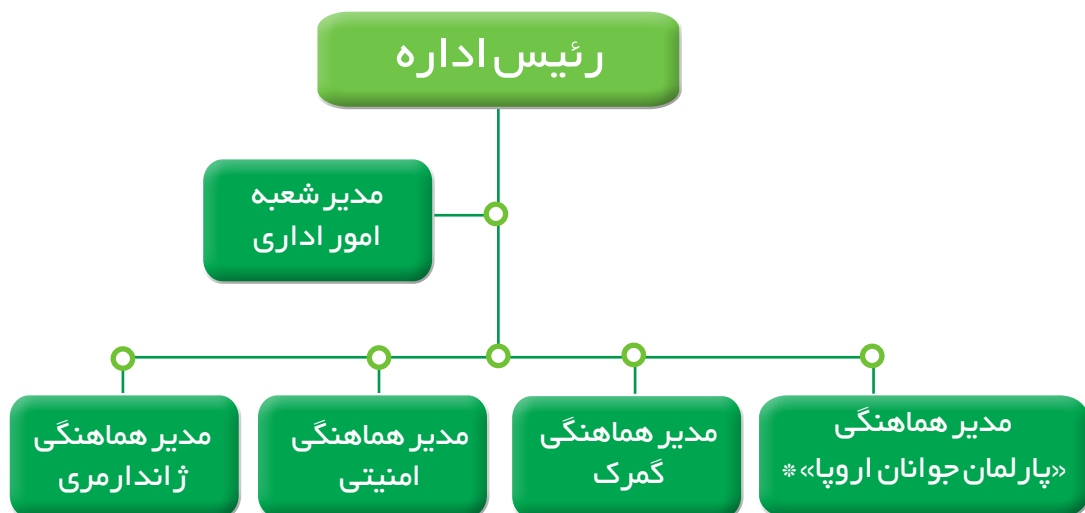 رئیس اداره
مدیر شعبه
امور اداری
مدیر هماهنگی
«پارلمان جوانان اروپا»*
مدیر هماهنگی
گمرک
مدیر هماهنگی
امنیتی
مدیر هماهنگی
ژاندارمری